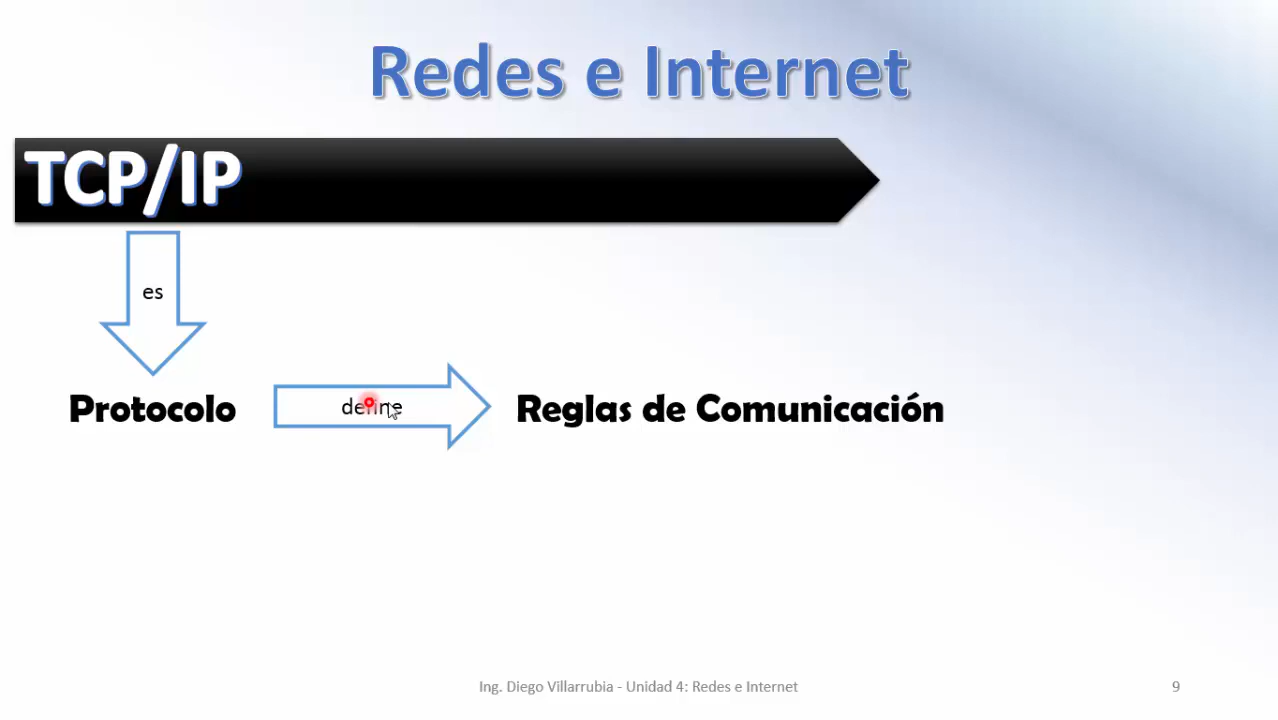 Redes e Internet
TCP/IP
es
Protocolo
define
Reglas de Comunicación
Ing. Diego Villarrubia - Unidad 4: Redes e Internet
9